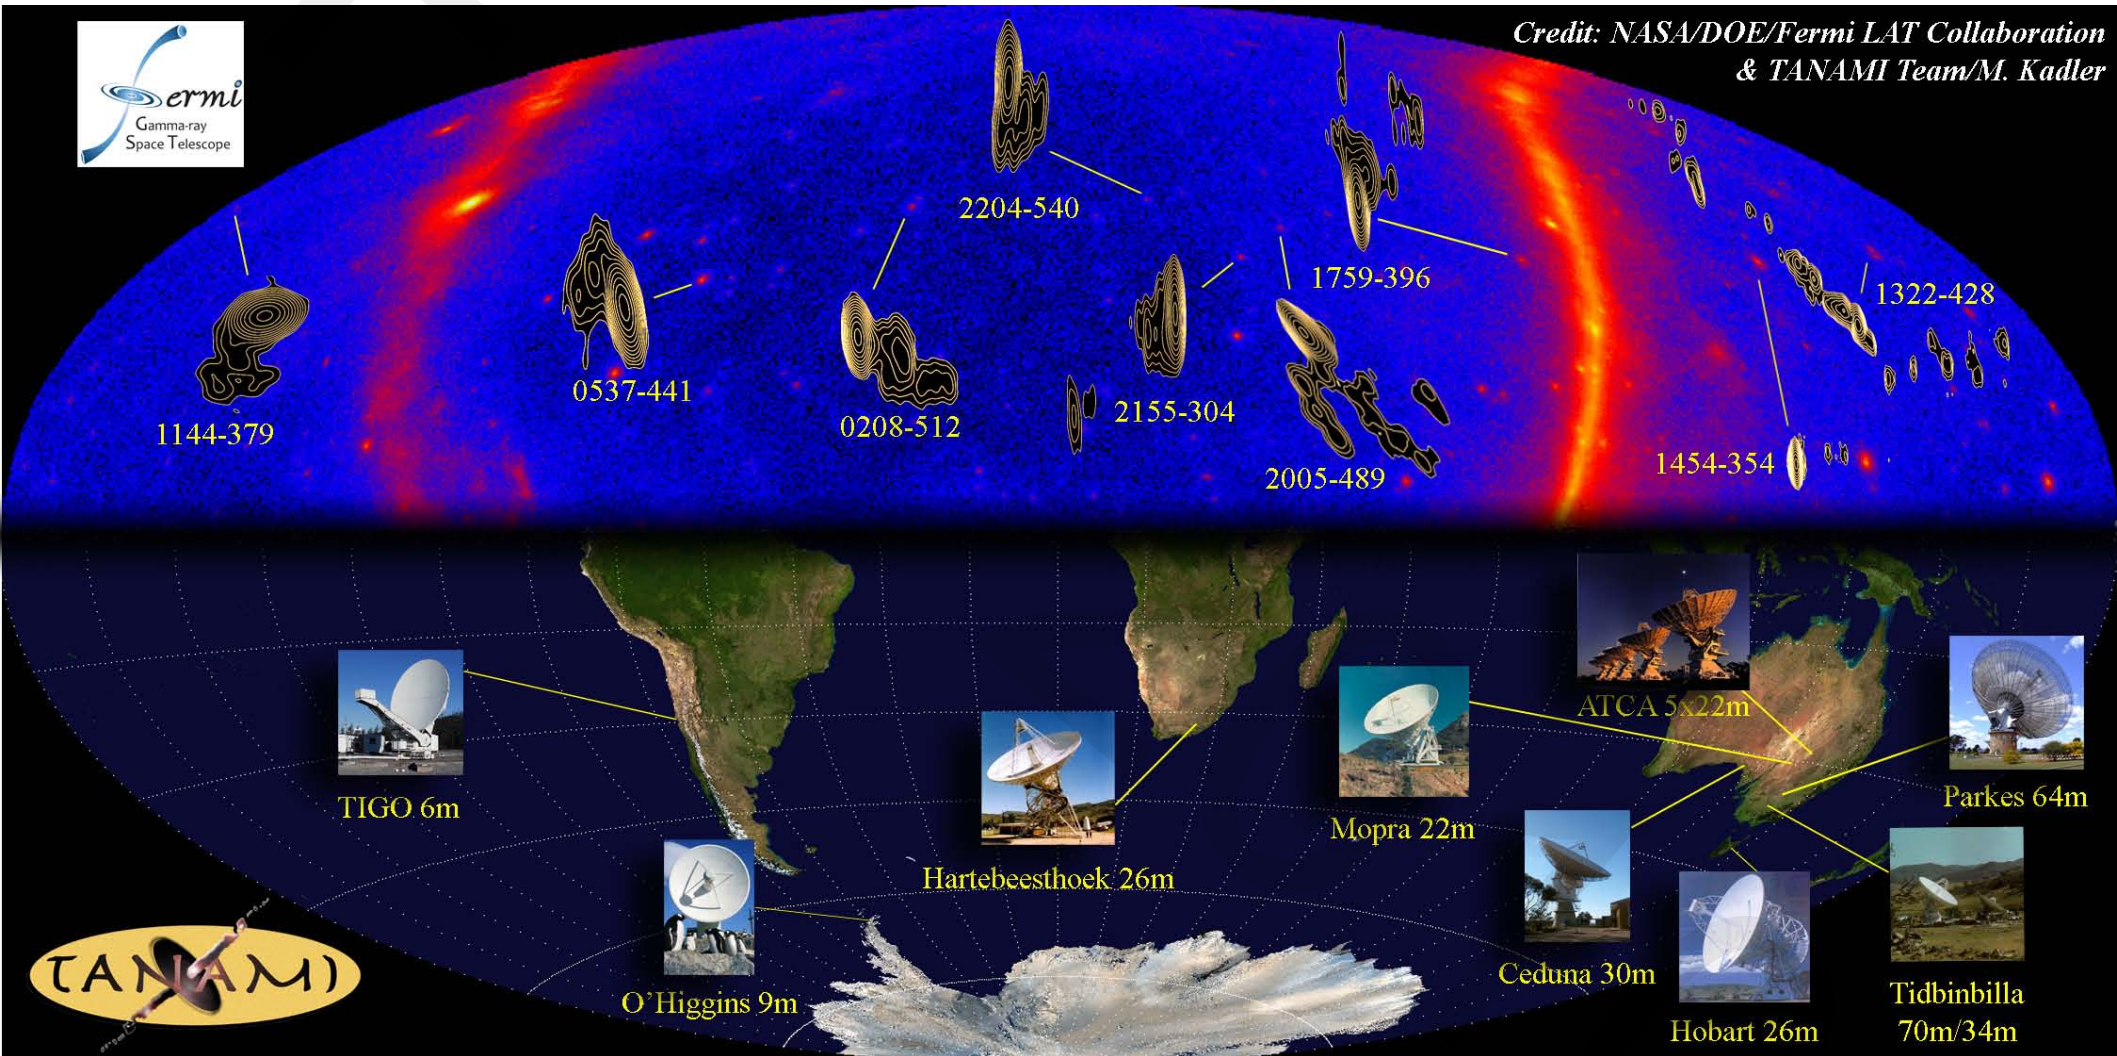 Credit: NASA/DOE/Fermi LAT Collaboration
& TANAMI Team/M. Kadler
Fermi
Gamma-ray
Space Telescope
2204-540
1759-396
1322-428
0537-441
0208-512
2155-304
1144-379
2005-489
1454-354
ATCA 5x22m
TIGO 6m
Parkes 64m
Mopra 22m
Hartebeesthoek 26m
Ceduna 30m
O'Higgins 9m
Tidbinbilla
70m/34m
Hobart 26m
TANAMI